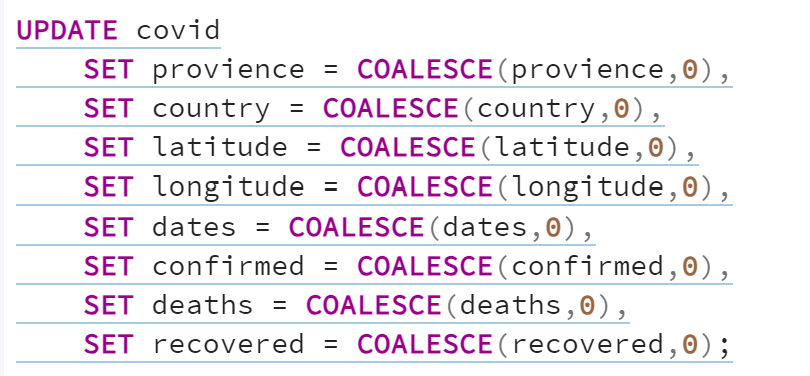 UPDATE covid
SET provience = COALESCE(provience,0),
SET country = COALESCE(country,0),
SET latitude = COALESCE(latitude,0),
SET longitude = COALESCE(longitude,0),
SET dates = COALESCE(dates,0),
SET confirmed = COALESCE(confirmed,0),
SET deaths = COALESCE(deaths,0),
SET recovered = COALESCE(recovered,0);